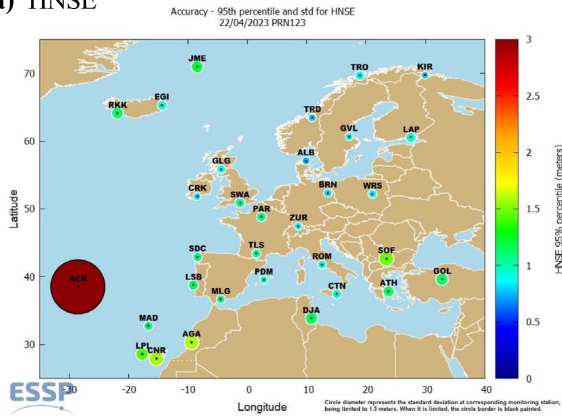 a) HNSE
Accuracy - 95th percentile and std for HNSE
22/04/2023 PRN123
JME
TRO
KIR
RKK
EGI
TRD
GVL
LAP
ALB
GLG
CRK
SWA
BRN
WRS
PAR
ZUR
SDC
TLS
SOF
ROM
ACR
LSB
PDM
GOL
CTN
ATH
MLG
MAD
DJA
AGA
LPI
CNR
70
60
50
40
30
Latitude
-30 -20 -10 0 10 20 30 40
Longitude
3
2.5
2
1.5
1
0.5
0
HNSE 95% percentile (meters)
ESSP
Circle diameter represents the standard deviation at corresponding monitoring station,
being limited to 1.5 meters. When it is limited, the circle border is black painted.